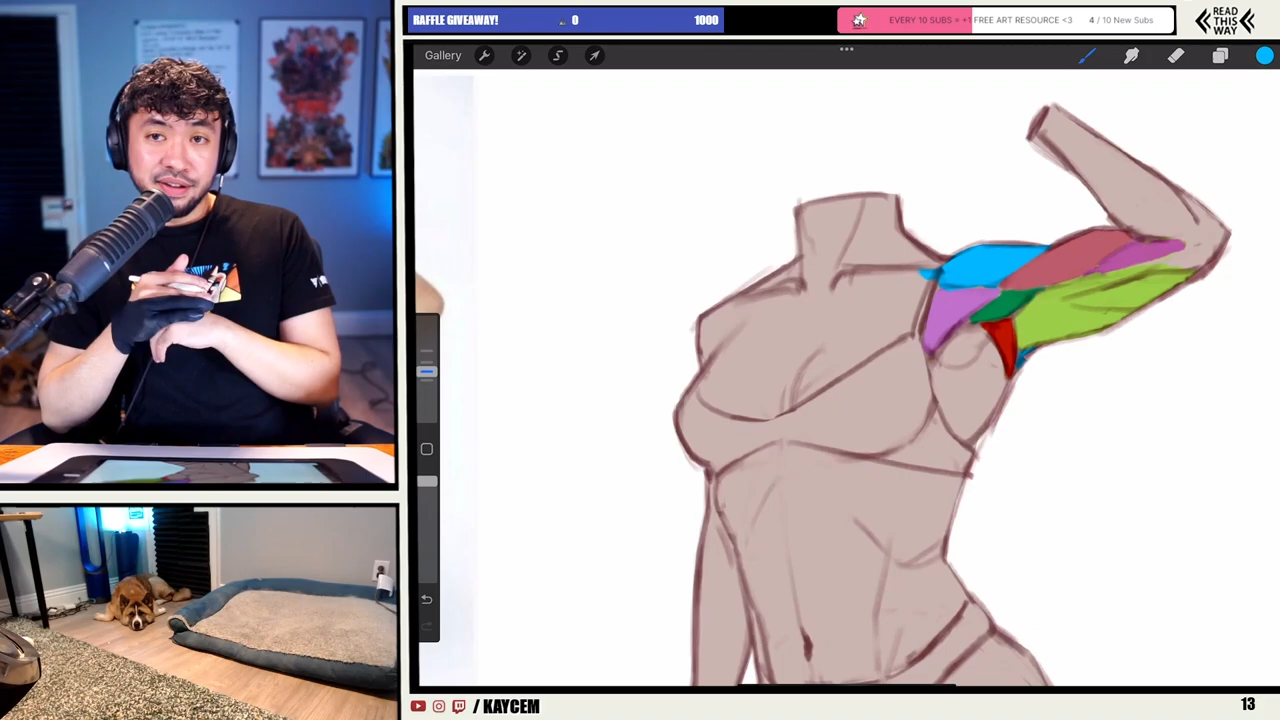 RAFFLE GIVEAWAY! 0 1000
EVERY 10 SUBS = +1 FREE ART RESOURCE <3 4 / 10 New Subs
READ
THIS
WAY
Gallery
/ KAYCEM
13